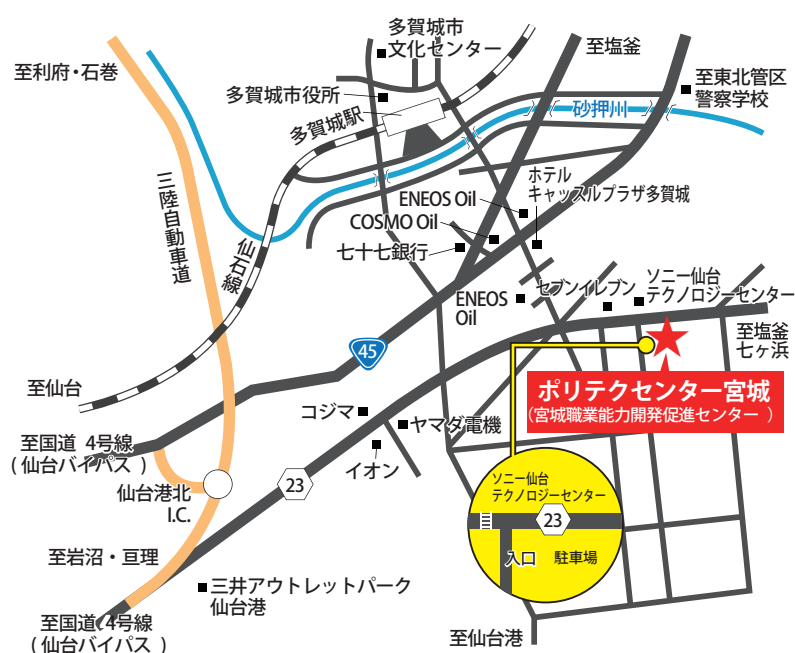 多賀城市
文化センター
至塩釜
至利府・石巻
至東北管区
警察学校
多賀城市役所
多賀城駅
砂押川
ホテル
キャッスルプラザ多賀城
三陸自動車道
ENEOS Oil
COSMO Oil
七十七銀行
仙石線
ソニー仙台
テクノロジーセンター
セブンイレブン
ENEOS
Oil
至塩釜
七ヶ浜
45
至仙台
ポリテクセンター宮城
(宮城職業能力開発促進センター )
コジマ
ヤマダ電機
至国道 4号線
( 仙台バイパス )
イオン
仙台港北
I.C.
23
ソニー仙台
テクノロジーセンター
23
入口 駐車場
至岩沼・亘理
三井アウトレットパーク
仙台港
至国道 4号線
( 仙台バイパス )
至仙台港